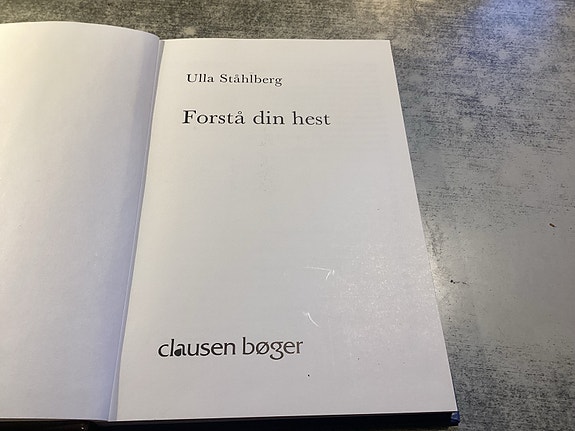 Ulla Ståhlberg
Forstå din hest
clausen bøger